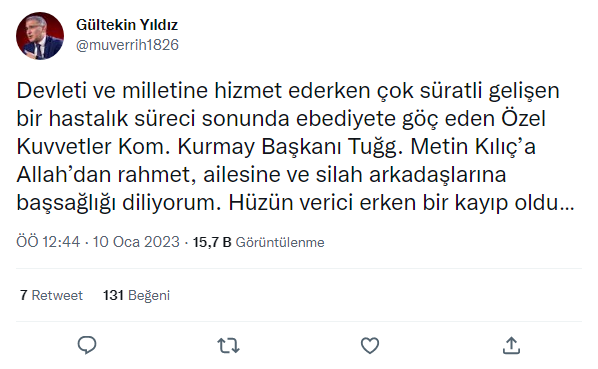 Gültekin Yıldız
@muverrih1826
Devleti ve milletine hizmet ederken çok süratli gelişen
bir hastalık süreci sonunda ebediyete göç eden Özel
Kuvvetler Kom. Kurmay Başkanı Tuğg. Metin Kılıç’a
Allah’dan rahmet, ailesine ve silah arkadaşlarına
başsağlığı diliyorum. Hüzün verici erken bir kayıp oldu...
ÖÖ 12:44 · 10 Oca 2023 · 15,7 B Görüntülenme
7 Retweet 131 Beğeni